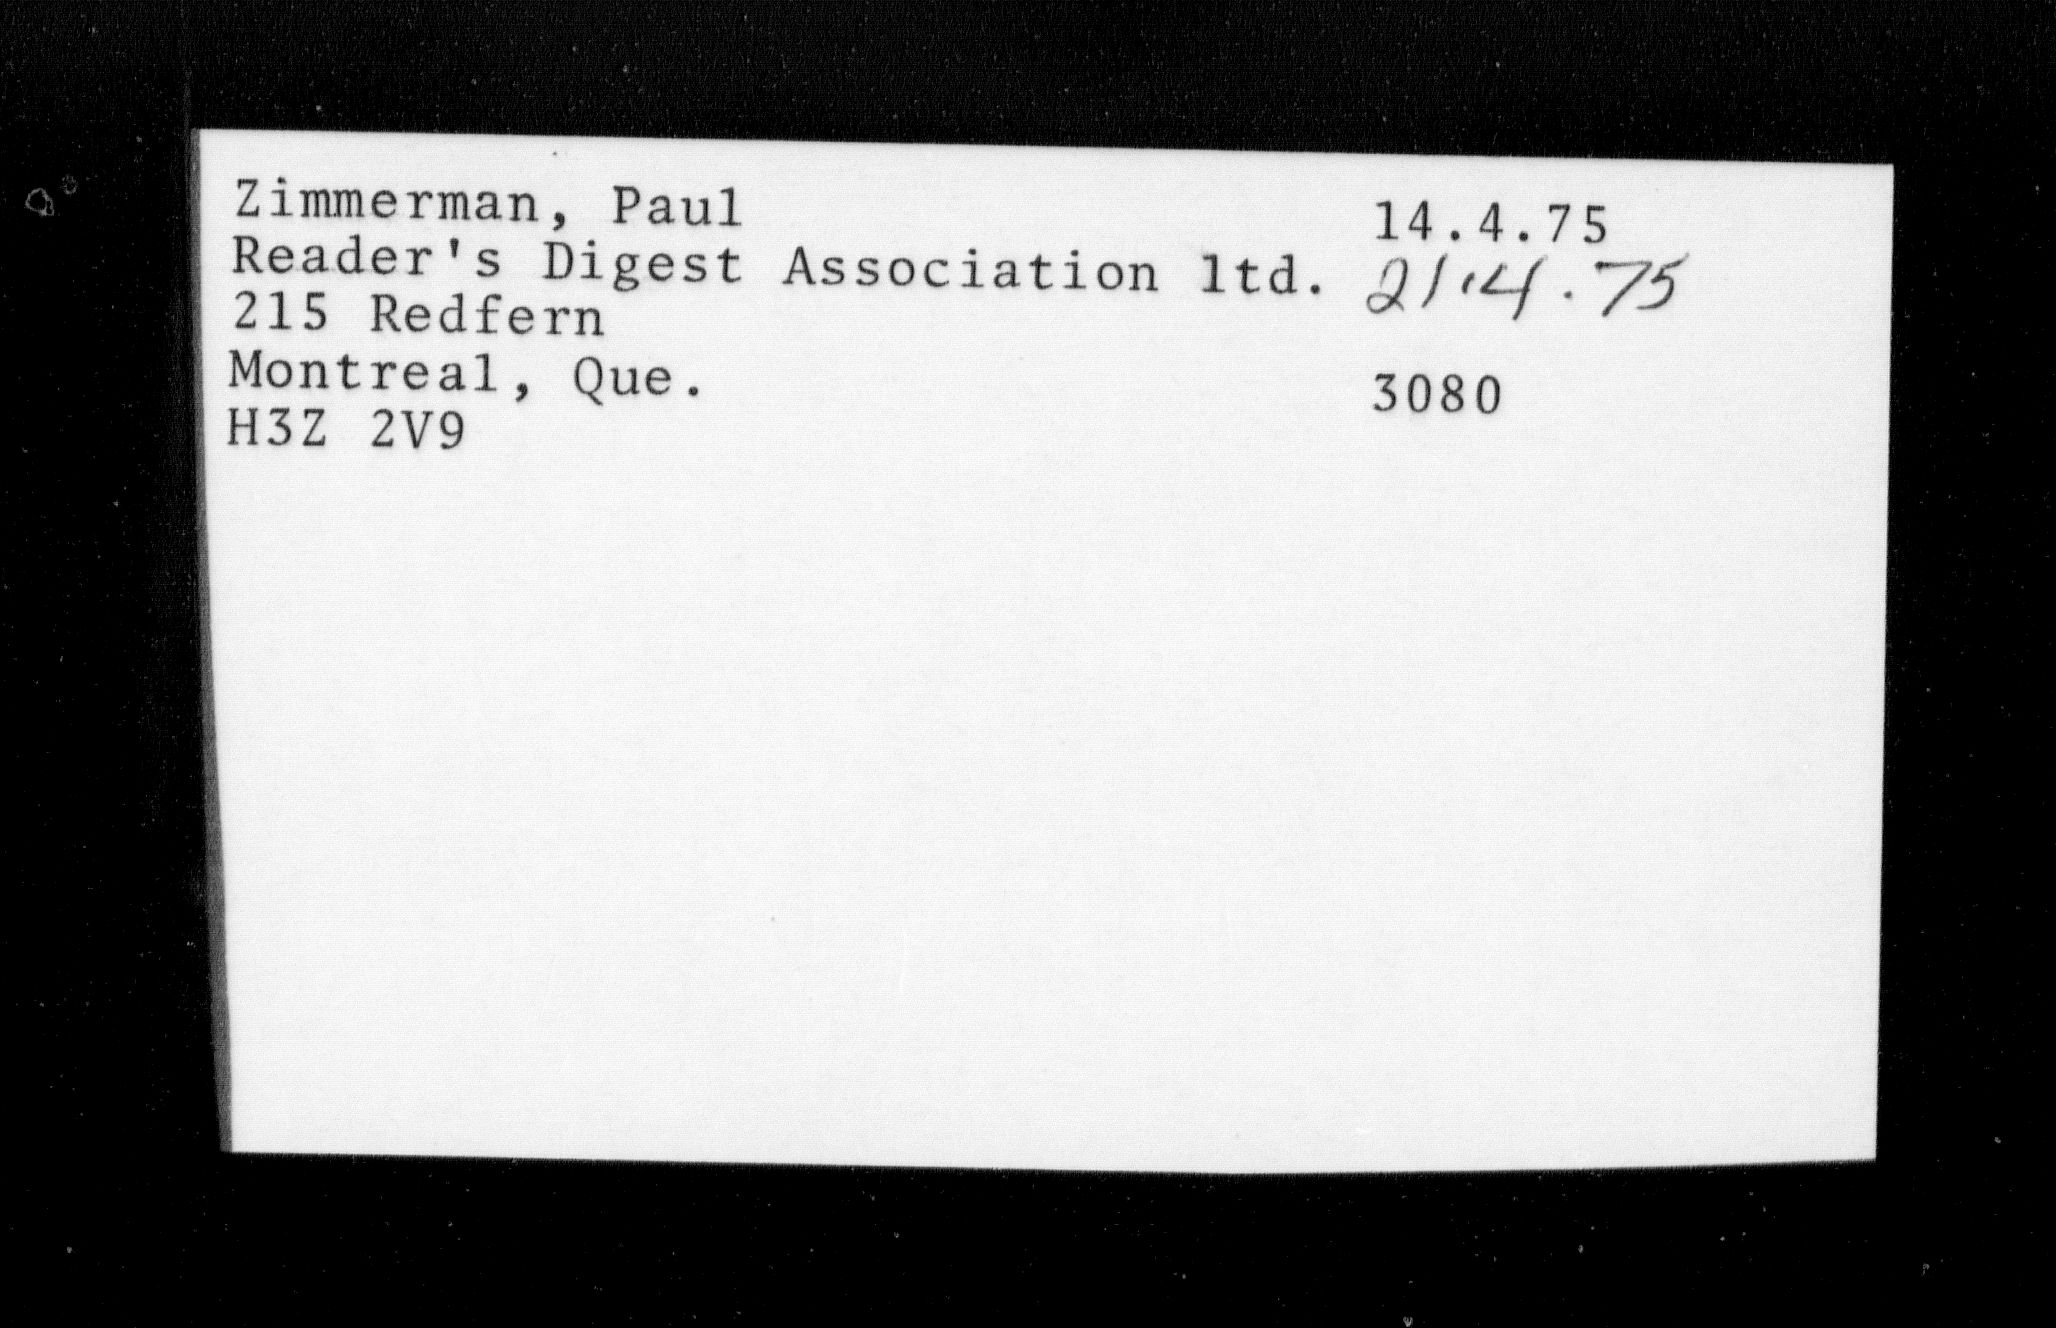 Zimmerman, Paul 14.4.75
Reader's Digest Association ltd. 21.4.75
215 Redfern
Montreal, Que. 3080
H3Z 2V9